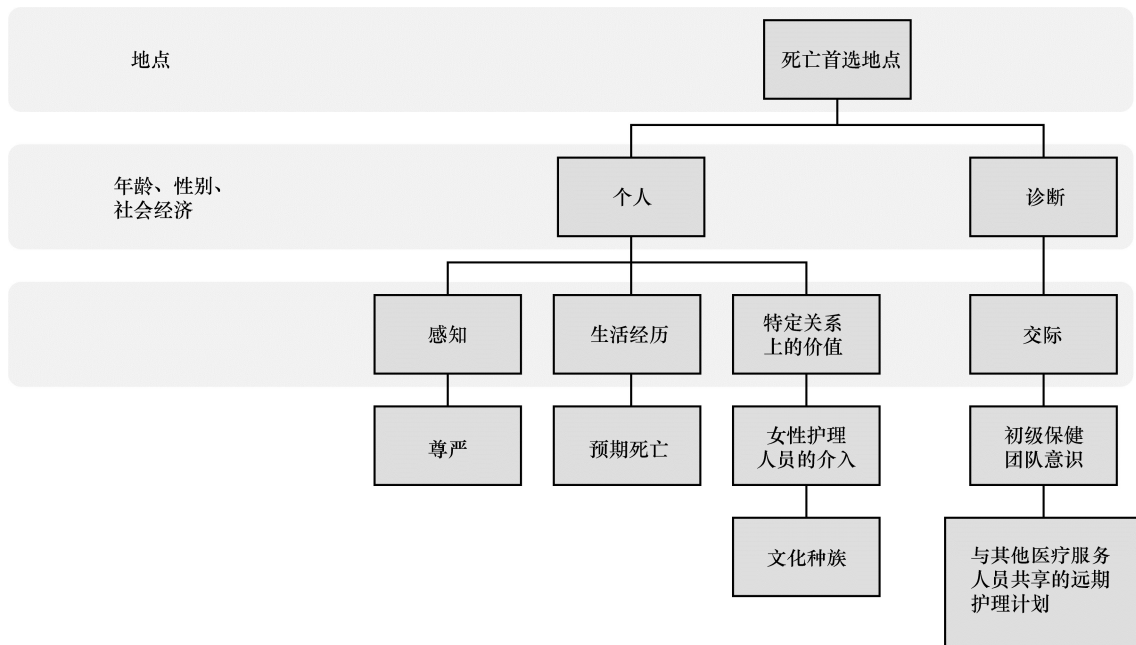 地点
死亡首选地点
年龄、性别、
社会经济
个人
诊断
感知
生活经历
特定关系
上的价值
交际
尊严
预期死亡
女性护理
人员的介入
初级保健
团队意识
文化种族
与其他医疗服务
人员共享的远期
护理计划